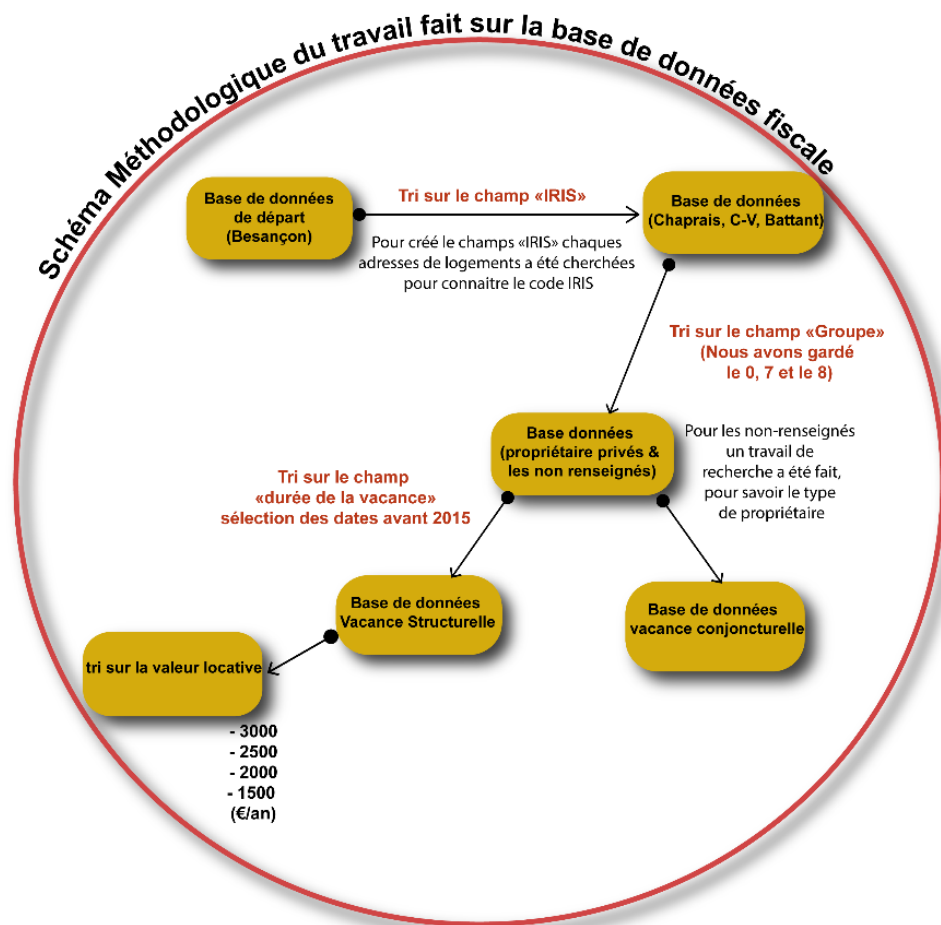 Schéma Méthodologique du travail fait sur la base de données fiscale
Base de données
de départ
(Besançon)
Tri sur le champ «IRIS»
Base de données
(Chaprais, C-V, Battant)
Pour créé le champs «IRIS» chaques
adresses de logements a été cherchées
pour connaitre le code IRIS
Tri sur le champ «Groupe»
(Nous avons gardé
le 0, 7 et le 8)
Base données
(propriétaire privés &
les non renseignés)
Pour les non-renseignés
un travail de
recherche a été fait,
pour savoir le type
de propriétaire
Tri sur le champ
«durée de la vacance»
sélection des dates avant 2015
Base de données
Vacance Structurelle
Base de données
vacance conjoncturelle
tri sur la valeur locative
- 3000
- 2500
- 2000
- 1500
(€/an)